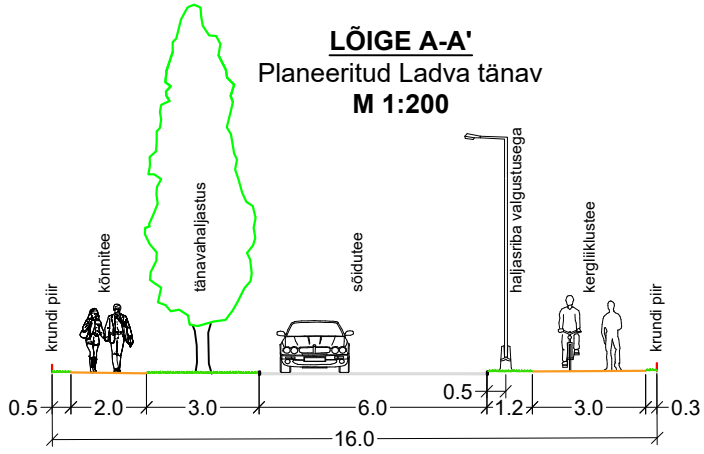 LÕIGE A-A'
Planeeritud Ladva tänav
M 1:200
krundi piir
kõnnitee
tänavahaljastus
sõidutee
haljasriba valgustusega
kergliiklustee
krundi piir
0.5
2.0
3.0
6.0
0.5
1.2
3.0
0.3
16.0